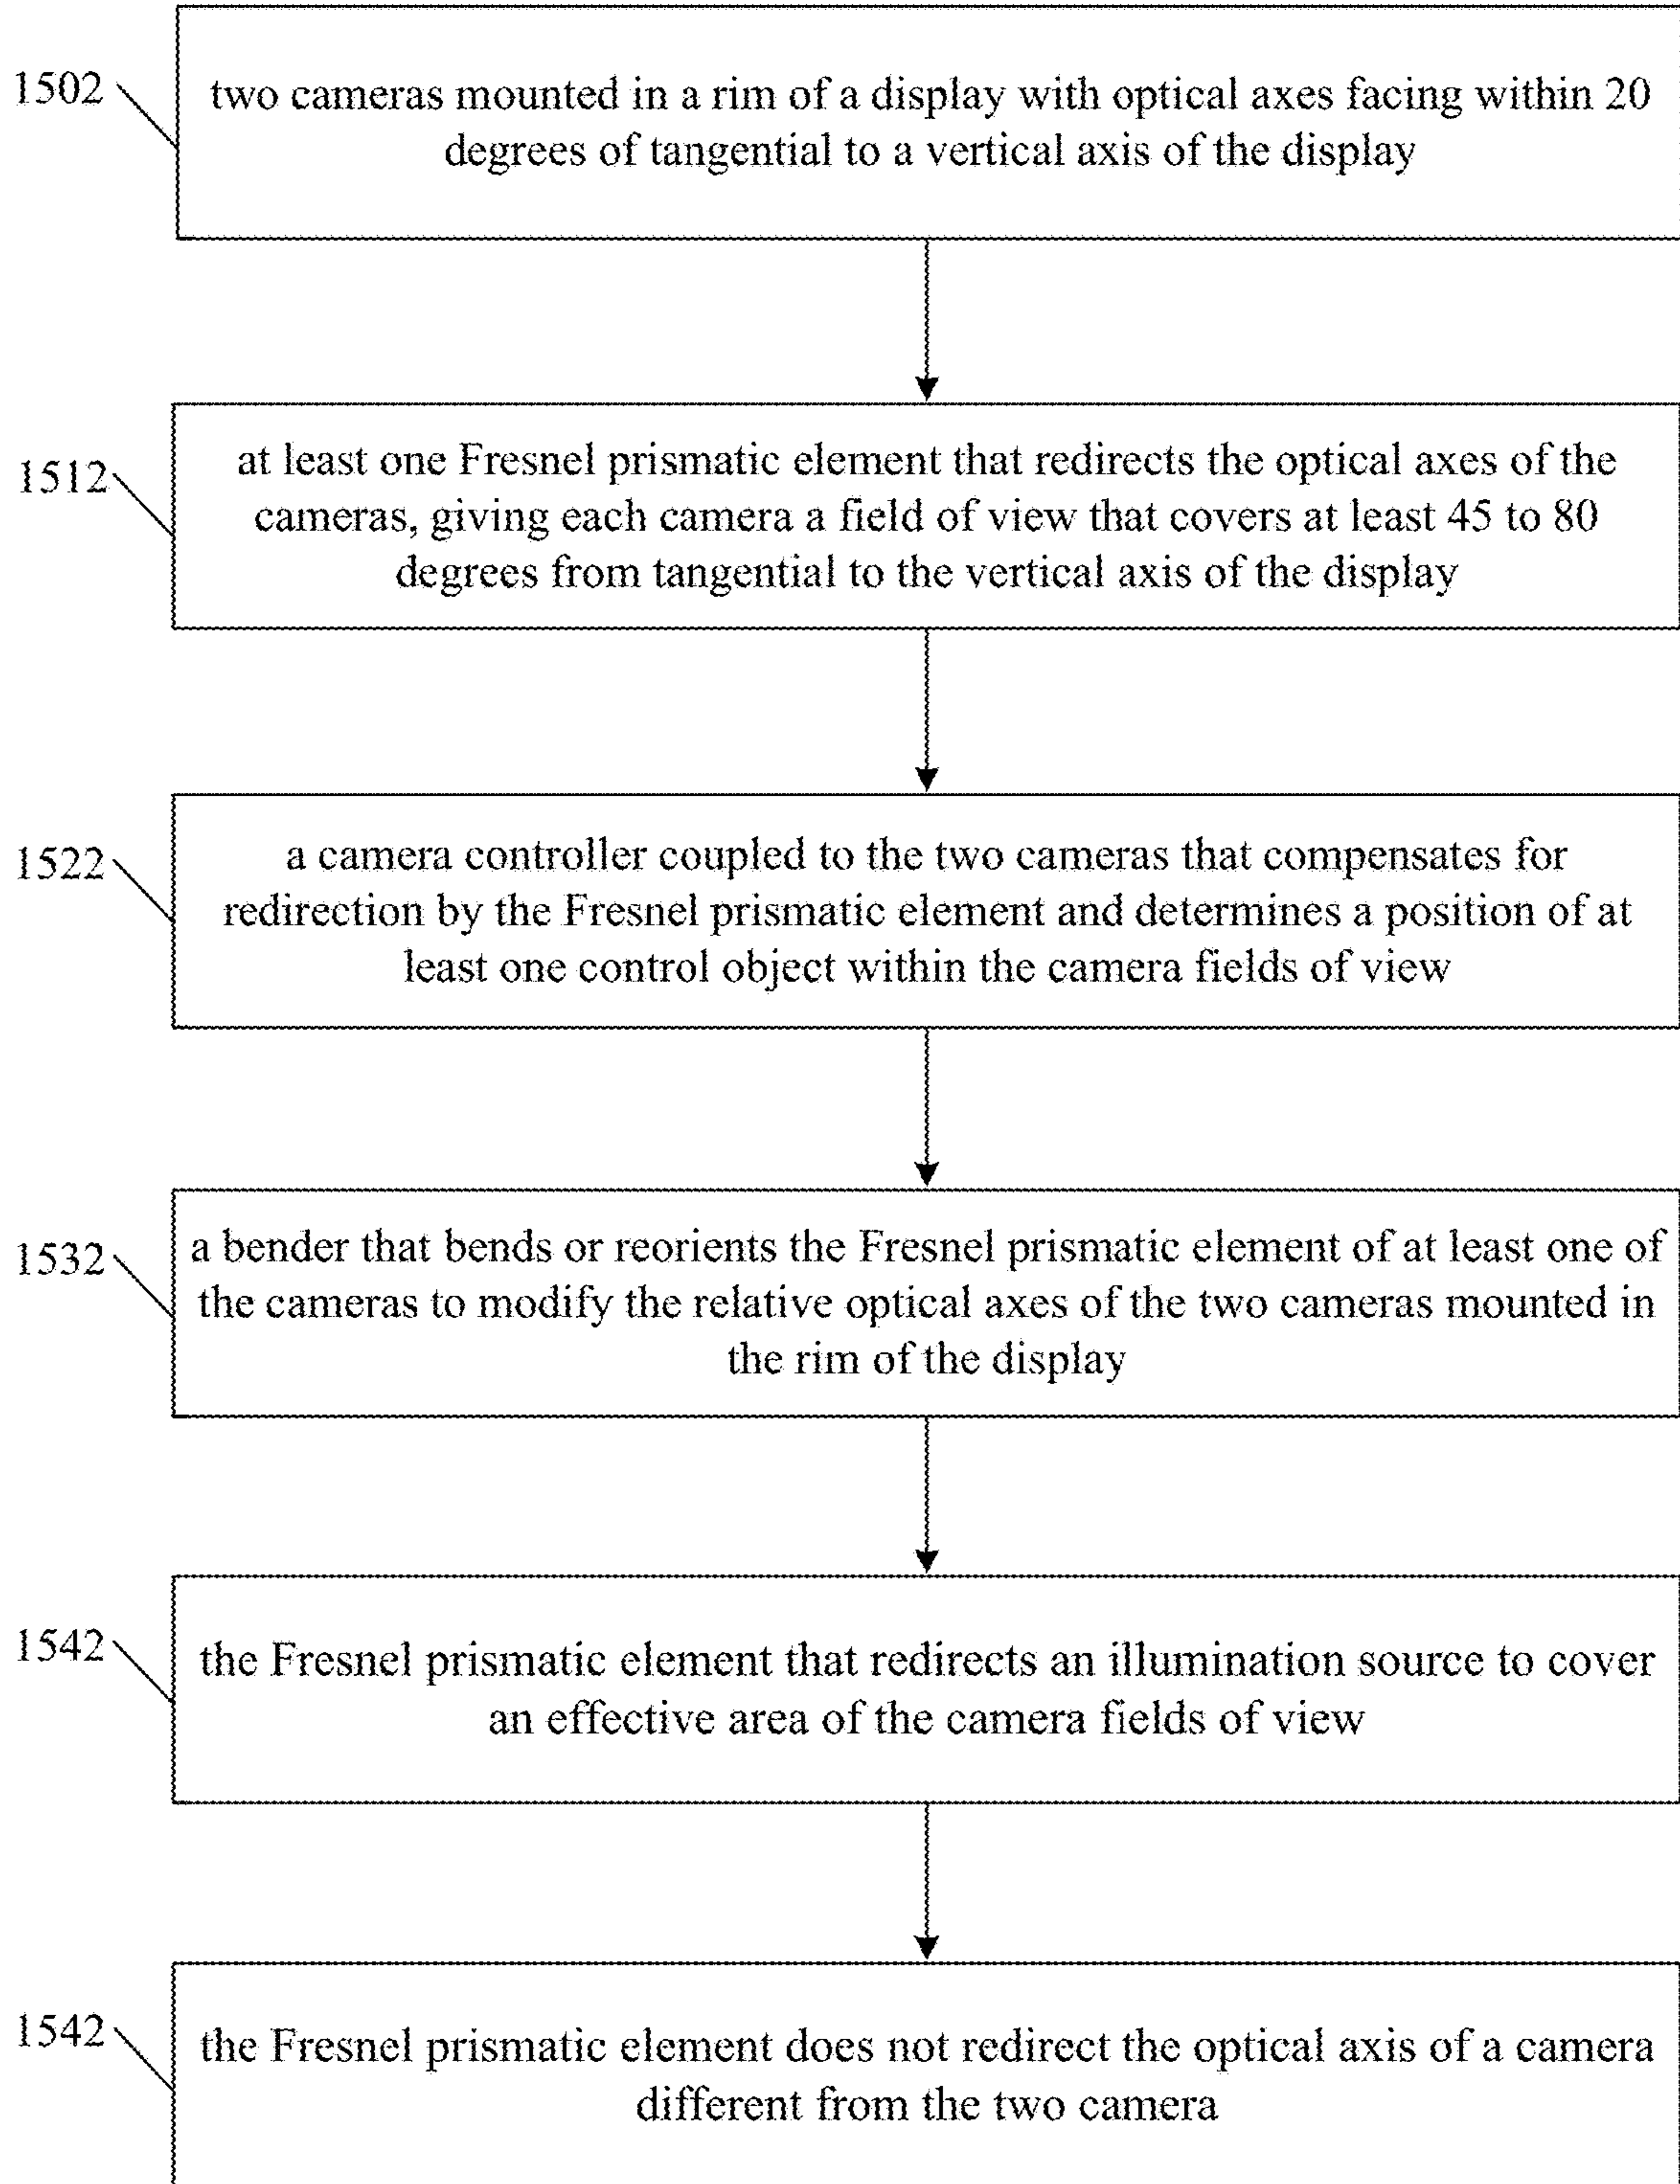 1502
two cameras mounted in a rim of a display with optical axes facing within 20
degrees of tangential to a vertical axis of the display
1512
at least one Fresnel prismatic element that redirects the optical axes of the
cameras, giving each camera a field of view that covers at least 45 to 80
degrees from tangential to the vertical axis of the display
1522
a camera controller coupled to the two cameras that compensates for
redirection by the Fresnel prismatic element and determines a position of at
least one control object within the camera fields of view
1532
a bender that bends or reorients the Fresnel prismatic element of at least one of
the cameras to modify the relative optical axes of the two cameras mounted in
the rim of the display
1542
the Fresnel prismatic element that redirects an illumination source to cover
an effective area of the camera fields of view
1542
the Fresnel prismatic element does not redirect the optical axis of a camera
different from the two camera